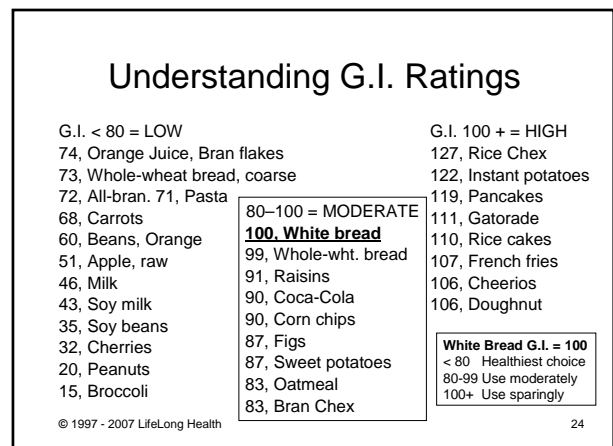 Understanding G.I. Ratings
G.I. < 80 = LOW
74, Orange Juice, Bran flakes
73, Whole-wheat bread, coarse
72, All-bran. 71, Pasta
68, Carrots
60, Beans, Orange
51, Apple, raw
46, Milk
43, Soy milk
35, Soy beans
32, Cherries
20, Peanuts
15, Broccoli
80–100 = MODERATE
100, White bread
99, Whole-wht. bread
91, Raisins
90, Coca-Cola
90, Corn chips
87, Figs
87, Sweet potatoes
83, Oatmeal
83, Bran Chex
G.I. 100 + = HIGH
127, Rice Chex
122, Instant potatoes
119, Pancakes
111, Gatorade
110, Rice cakes
107, French fries
106, Cheerios
106, Doughnut
White Bread G.I. = 100
< 80 Healthiest choice
80-99 Use moderately
100+ Use sparingly
© 1997 - 2007 LifeLong Health
24